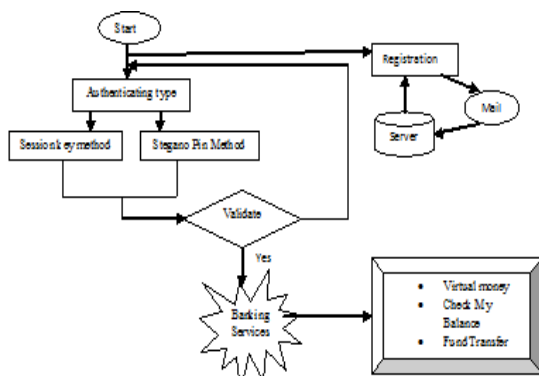 Start
Registration
Authenticating type
Mail
Session key method
Stegano Pin Method
Server
Validate
Yes
Banking
Services
• Virtual money
• Check My
Balance
• Fund Transfer